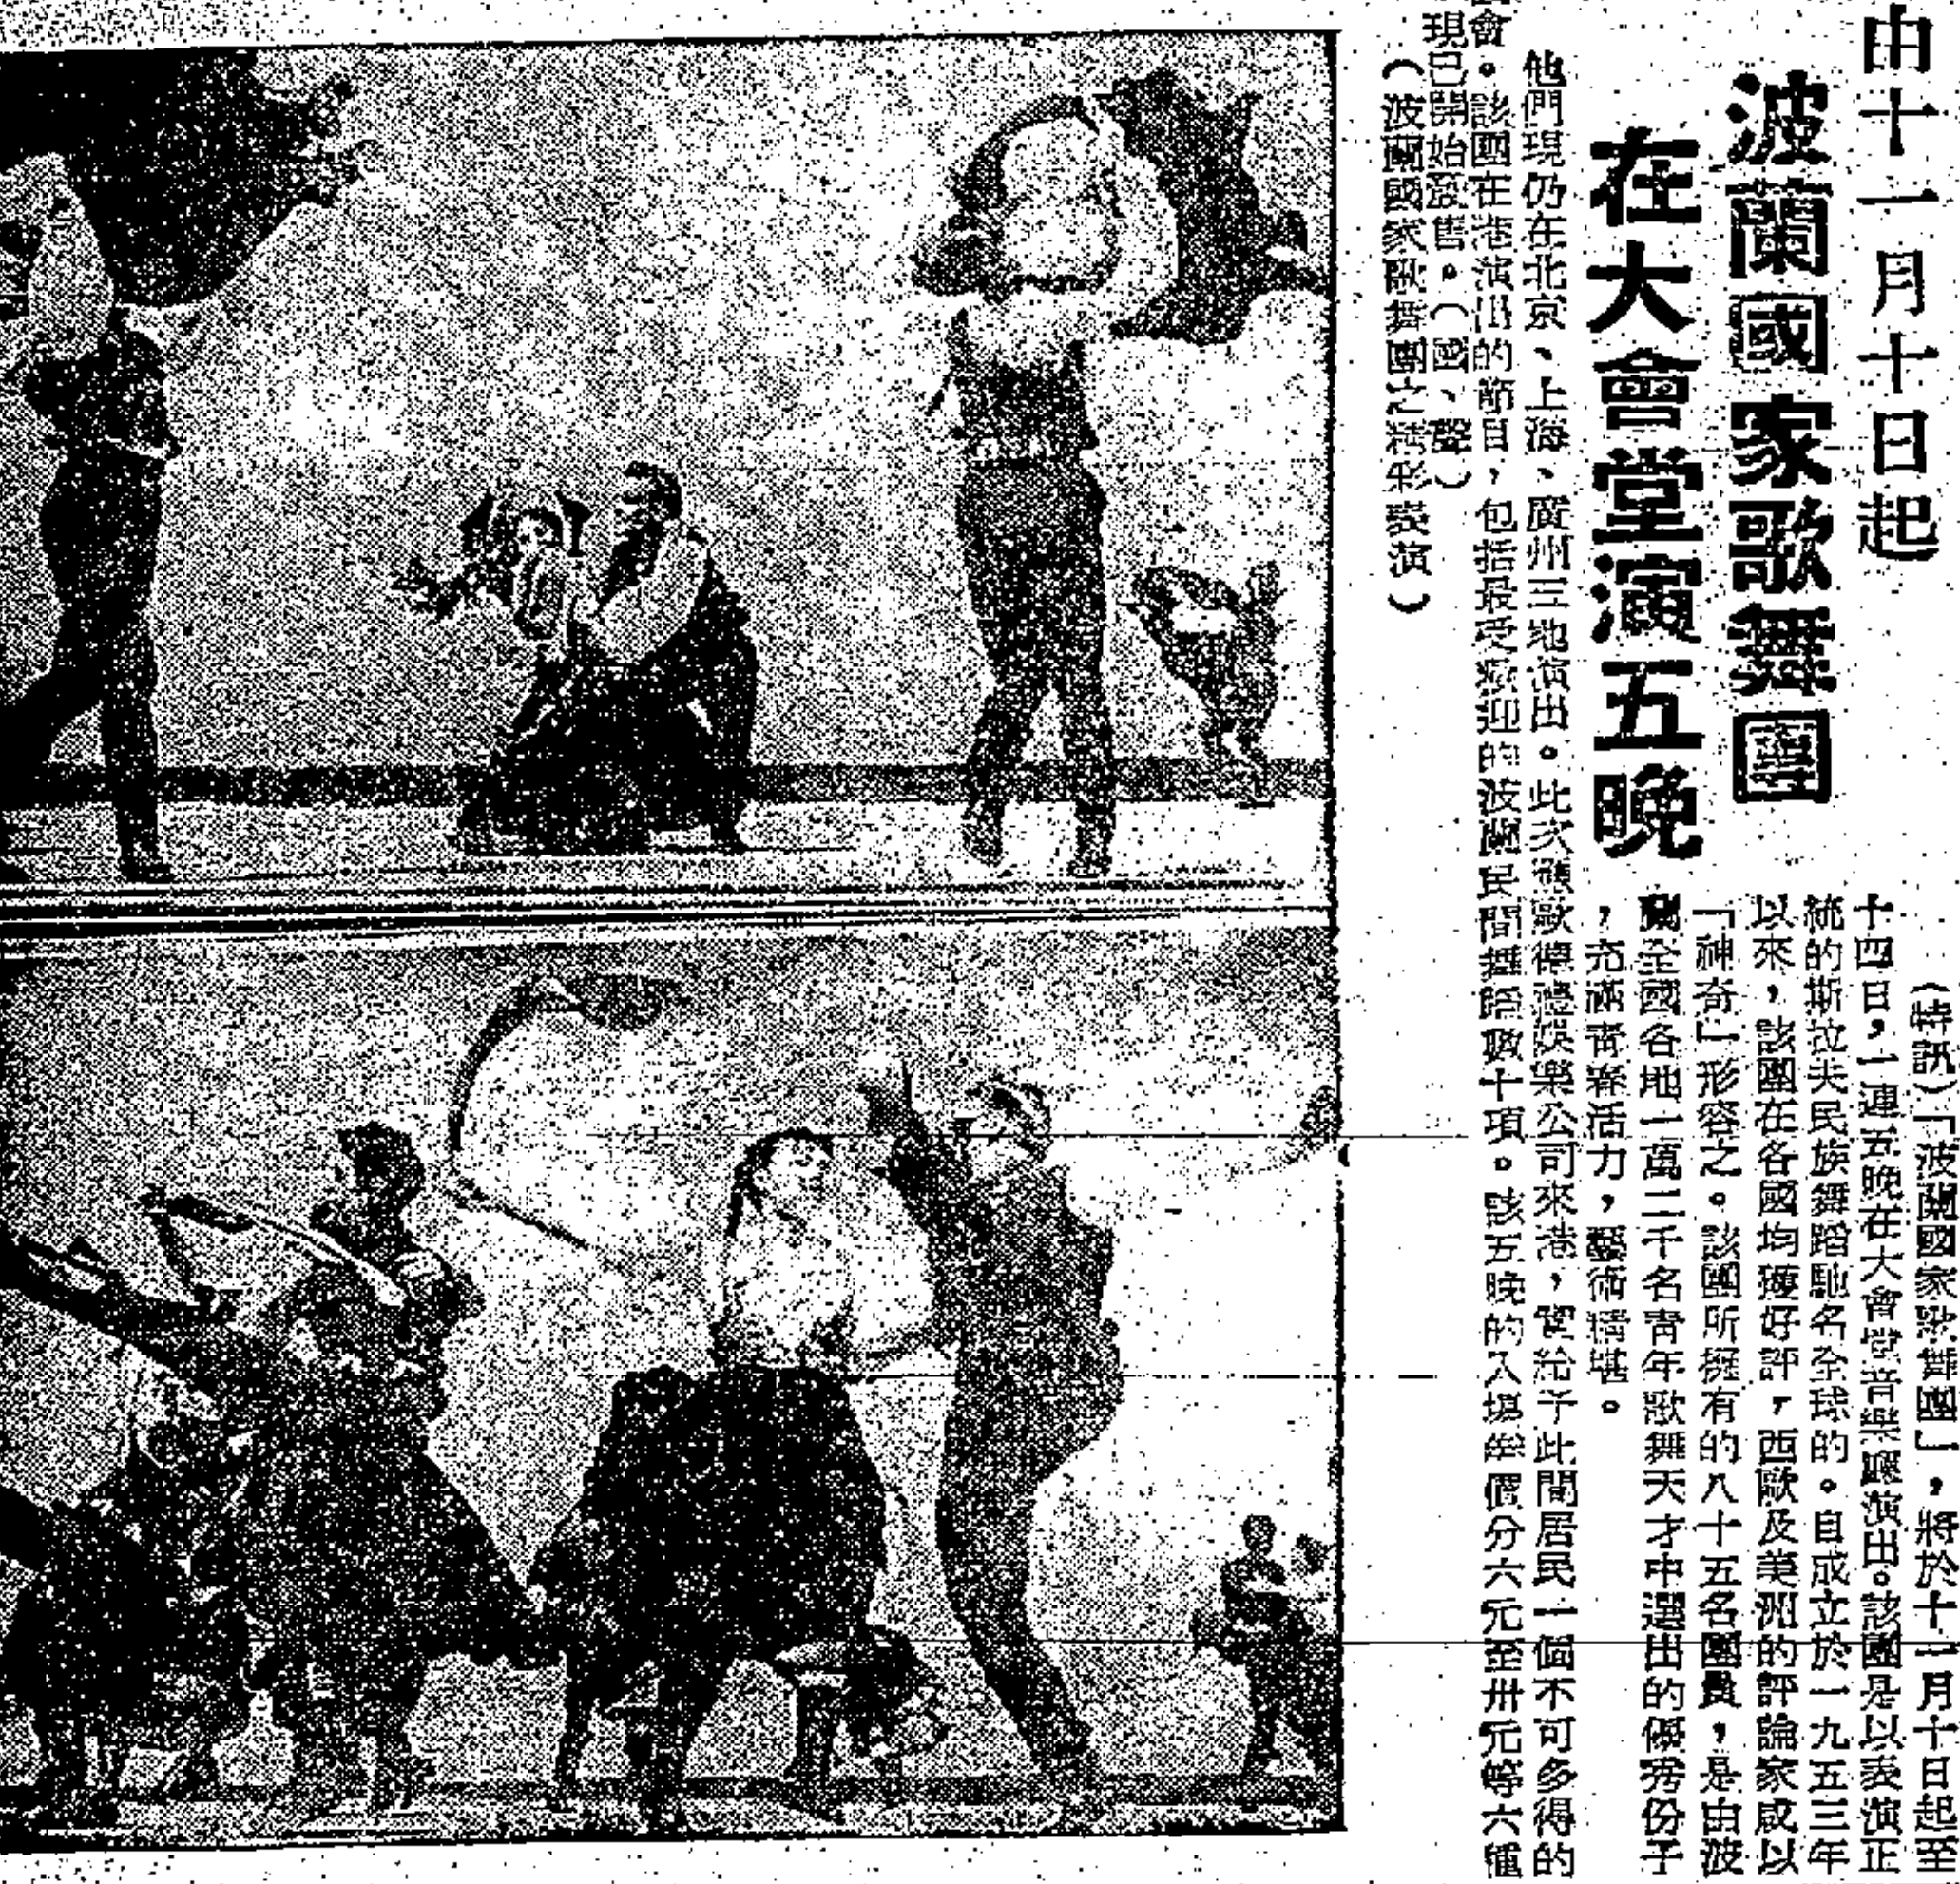 由十一月十日起
波蘭國家歌舞團
在大會堂演五晚
（特訊）「波蘭國家歌舞團」，將於十一月十日起至
十四日，一連五晚在大會堂音樂廳演出。該團是以表演正
統的斯拉夫民族舞蹈馳名全球的。自成立於一九五三年
以來，該團在各國均獲好評，西歐及美洲的評論家咸以
「神奇」形容之。該團所擁有的八十五名團員，是由波
蘭全國各地一萬二千名青年歌舞天才中選出的優秀份子
，充滿青春活力，藝術精堪。
他們現仍在北京、上海、廣州三地演出。此次獲歐德禮娛樂公司來港，實給予此間居民一個不可多得的
會。該團在港演出的節目，包括最受歡迎的波蘭民間舞蹈數十項。該五晚的入場券價分六元至卅元等六種
現已開始發售。（國、聲）
（波蘭國家歌舞團之精彩表演）